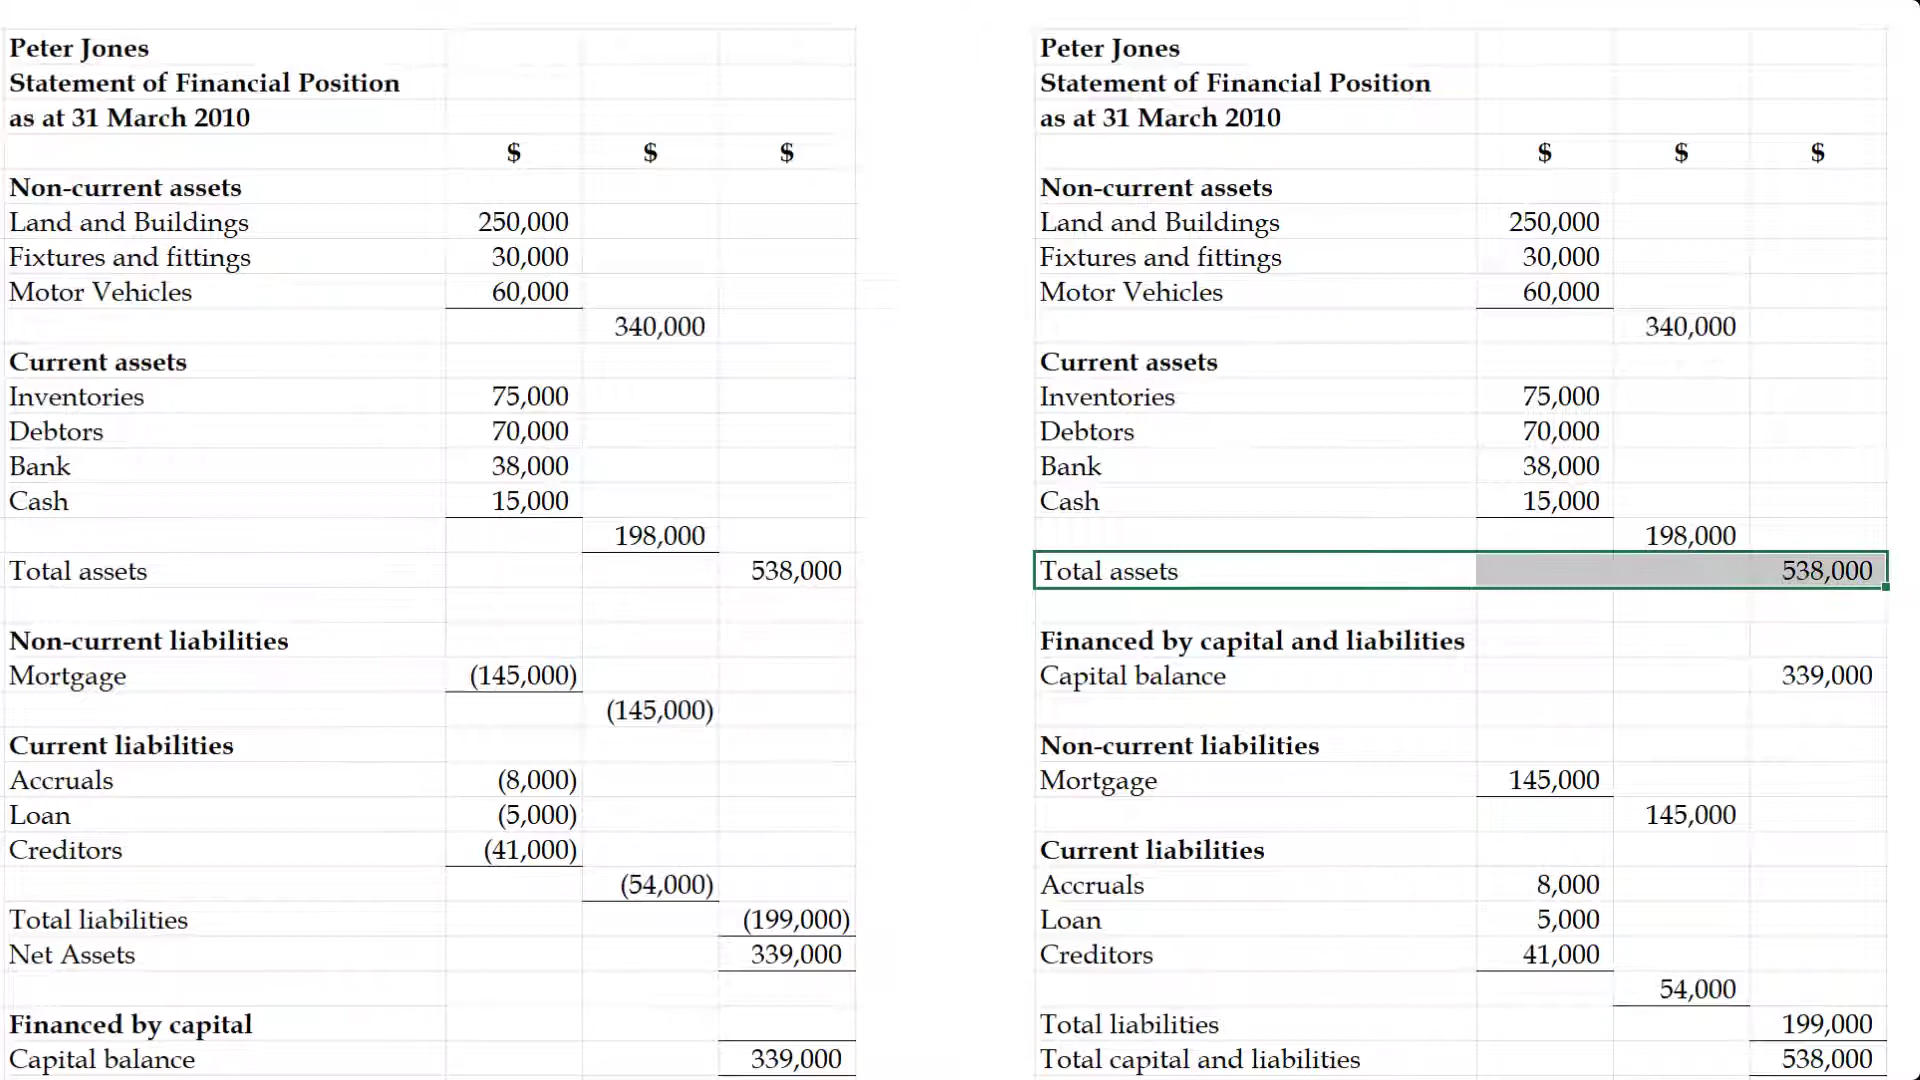 Peter Jones
Statement of Financial Position
as at 31 March 2010
$ $ $
Non-current assets
Land and Buildings 250,000
Fixtures and fittings 30,000
Motor Vehicles 60,000
340,000
Current assets
Inventories 75,000
Debtors 70,000
Bank 38,000
Cash 15,000
198,000
Total assets 538,000
Non-current liabilities
Mortgage (145,000)
(145,000)
Current liabilities
Accruals (8,000)
Loan (5,000)
Creditors (41,000)
(54,000)
Total liabilities (199,000)
Net Assets 339,000
Financed by capital
Capital balance 339,000
Peter Jones
Statement of Financial Position
as at 31 March 2010
$ $ $
Non-current assets
Land and Buildings 250,000
Fixtures and fittings 30,000
Motor Vehicles 60,000
340,000
Current assets
Inventories 75,000
Debtors 70,000
Bank 38,000
Cash 15,000
198,000
Total assets 538,000
Financed by capital and liabilities
Capital balance 339,000
Non-current liabilities
Mortgage 145,000
145,000
Current liabilities
Accruals 8,000
Loan 5,000
Creditors 41,000
54,000
Total liabilities 199,000
Total capital and liabilities 538,000